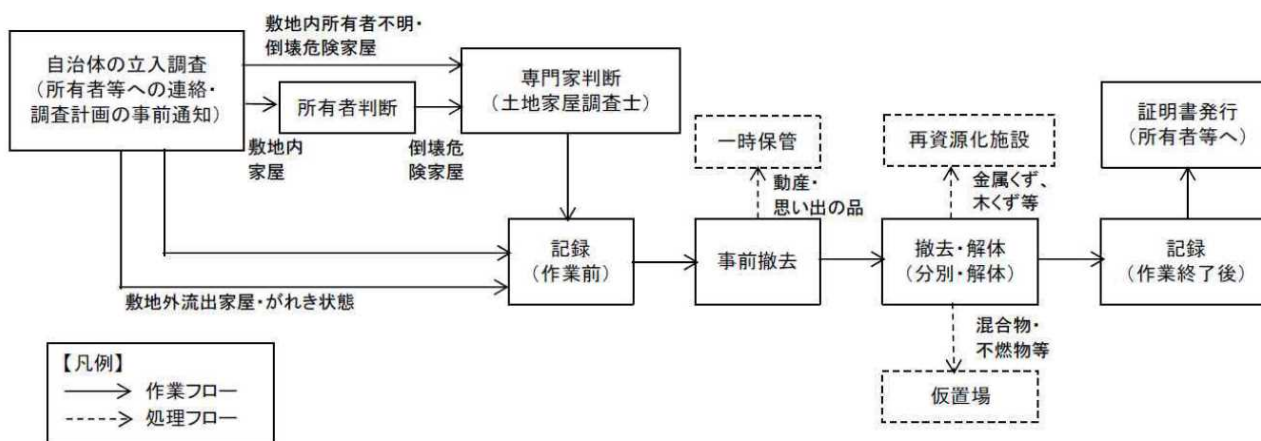 敷地内所有者不明・
倒壊危険家屋
自治体の立入調査
（所有者等への連絡・
調査計画の事前通知）
所有者判断
専門家判断
（土地家屋調査士）
敷地内
家屋
倒壊危
険家屋
一時保管
再資源化施設
証明書発行
（所有者等へ）
動産・
思い出の品
金属くず、
木くず等
記録
（作業前）
事前撤去
撤去・解体
（分別・解体）
記録
（作業終了後）
敷地外流出家屋・がれき状態
混合物・
不燃物等
仮置場
【凡例】
作業フロー
処理フロー